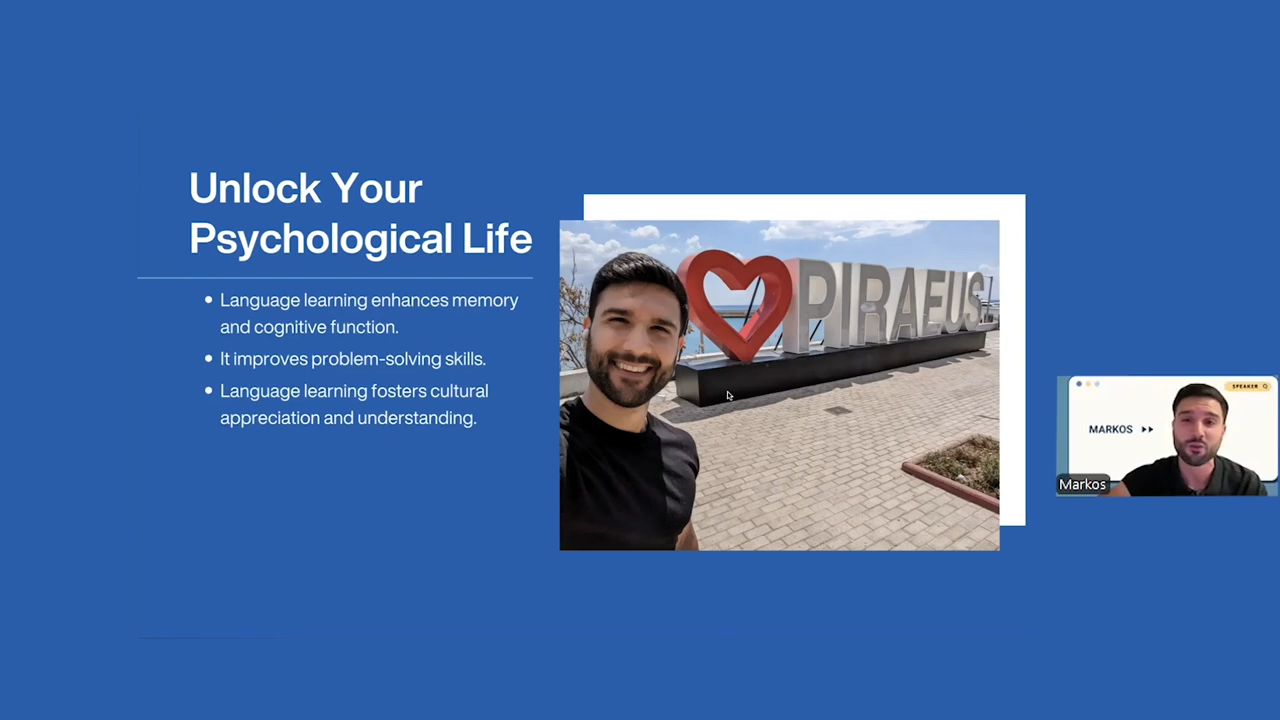 Unlock Your
Psychological Life
• Language learning enhances memory
and cognitive function.
• It improves problem-solving skills.
• Language learning fosters cultural
appreciation and understanding.
PIRAEUS
SPEAKER
MARKOS
Markos